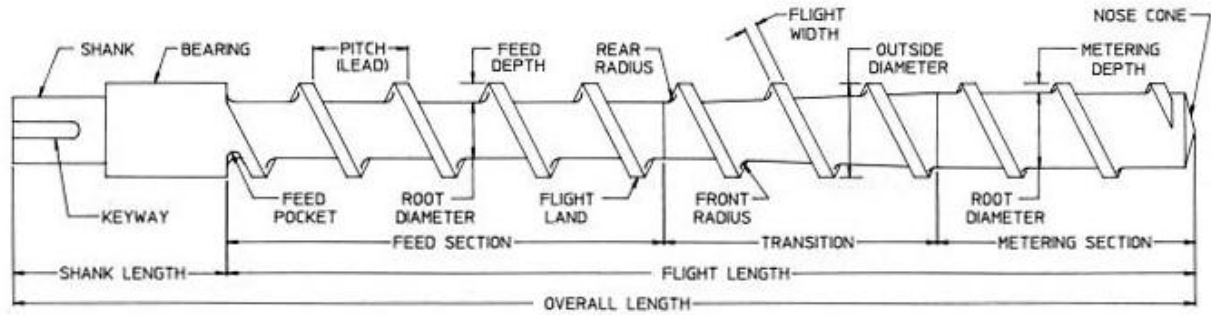 SHANK
BEARING
PITCH
(LEAD)
FEED
DEPTH
REAR
RADIUS
FLIGHT
WIDTH
OUTSIDE
DIAMETER
METERING
DEPTH
NOSE CONE
KEYWAY
FEED
POCKET
ROOT
DIAMETER
FLIGHT
LAND
FRONT
RADIUS
ROOT
DIAMETER
FEED SECTION
TRANSITION
METERING SECTION
SHANK LENGTH
FLIGHT LENGTH
OVERALL LENGTH